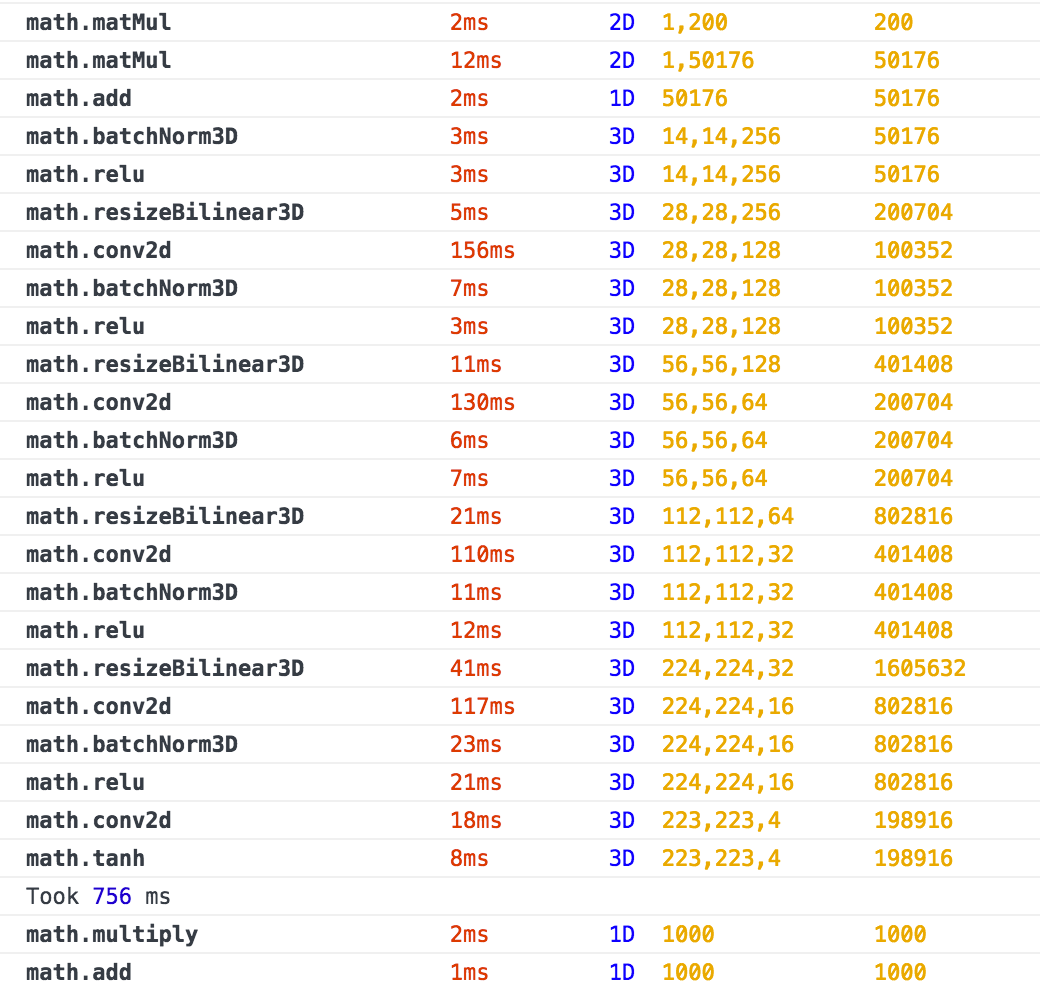 math.matMul 2ms 2D 1,200 200
math.matMul 12ms 2D 1,50176 50176
math.add 2ms 1D 50176 50176
math.batchNorm3D 3ms 3D 14,14,256 50176
math.relu 3ms 3D 14,14,256 50176
math.resizeBilinear3D 5ms 3D 28,28,256 200704
math.conv2d 156ms 3D 28,28,128 100352
math.batchNorm3D 7ms 3D 28,28,128 100352
math.relu 3ms 3D 28,28,128 100352
math.resizeBilinear3D 11ms 3D 56,56,128 401408
math.conv2d 130ms 3D 56,56,64 200704
math.batchNorm3D 6ms 3D 56,56,64 200704
math.relu 7ms 3D 56,56,64 200704
math.resizeBilinear3D 21ms 3D 112,112,64 802816
math.conv2d 110ms 3D 112,112,32 401408
math.batchNorm3D 11ms 3D 112,112,32 401408
math.relu 12ms 3D 112,112,32 401408
math.resizeBilinear3D 41ms 3D 224,224,32 1605632
math.conv2d 117ms 3D 224,224,16 802816
math.batchNorm3D 23ms 3D 224,224,16 802816
math.relu 21ms 3D 224,224,16 802816
math.conv2d 18ms 3D 223,223,4 198916
math.tanh 8ms 3D 223,223,4 198916
Took 756 ms
math.multiply 2ms 1D 1000 1000
math.add 1ms 1D 1000 1000